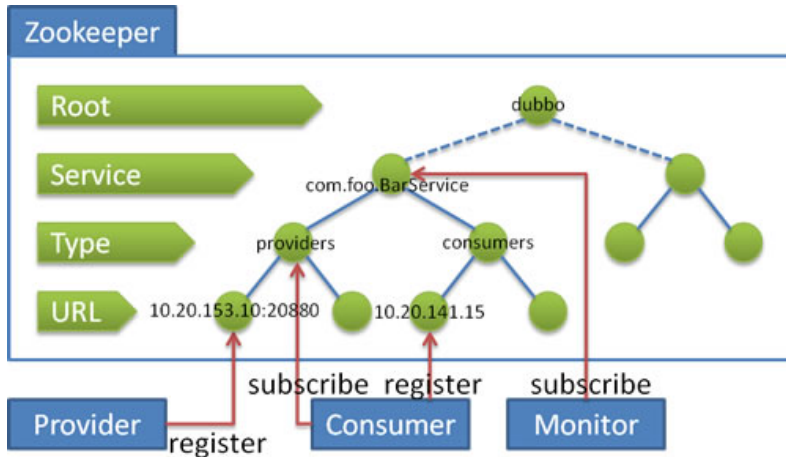 Zookeeper
Root
dubbo
Service
com.foo.BarService
Type
providers
consumers
URL
10.20.153.10:20880
10.20.141.15
subscribe
register
subscribe
Provider
register
Consumer
Monitor